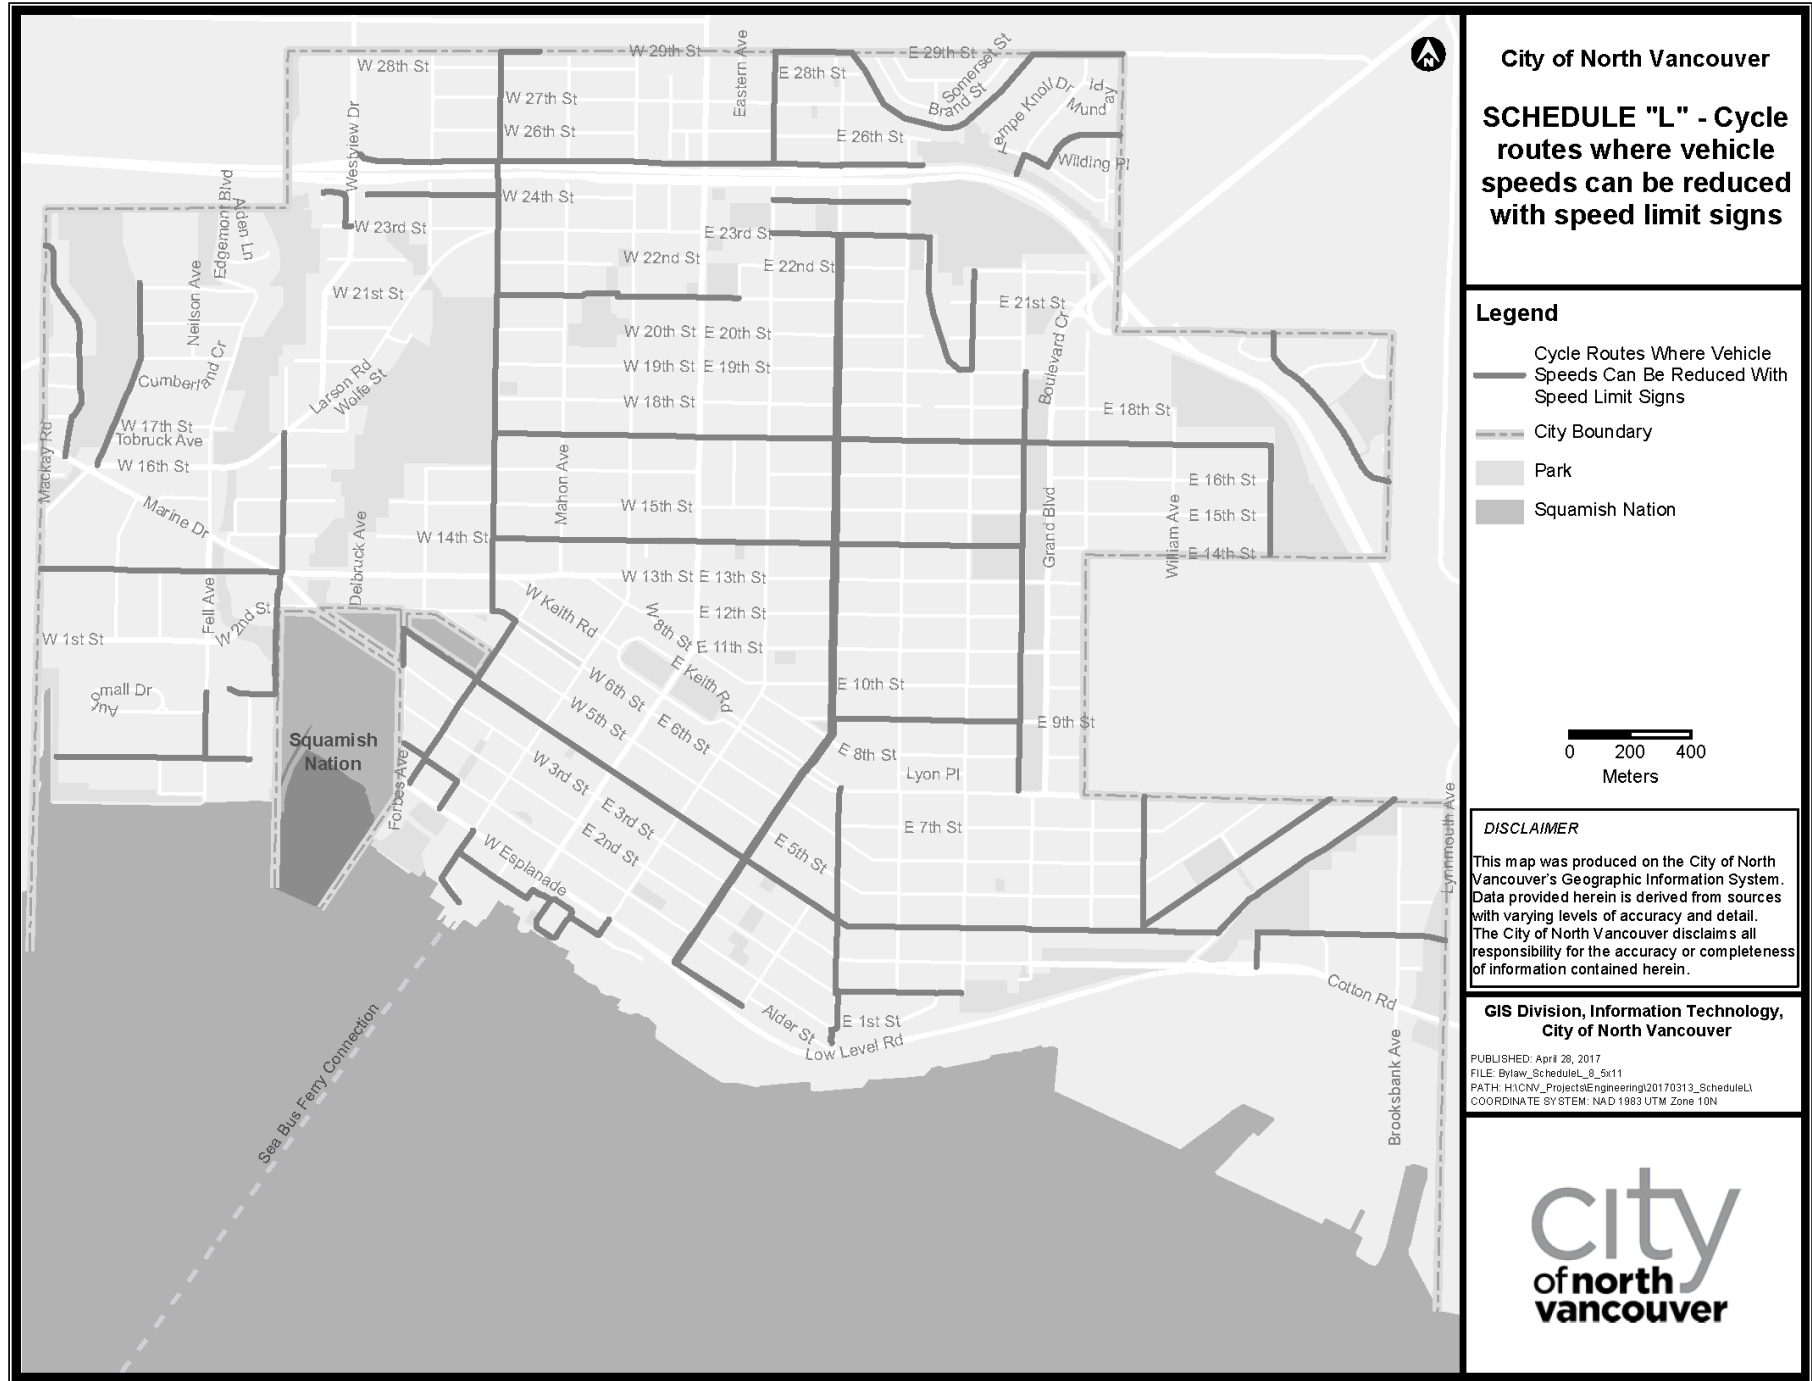 City of North Vancouver
SCHEDULE "L" - Cycle
routes where vehicle
speeds can be reduced
with speed limit signs
Legend
Cycle Routes Where Vehicle
Speeds Can Be Reduced With
Speed Limit Signs
City Boundary
Park
Squamish Nation
0 200 400
Meters
DISCLAIMER
This map was produced on the City of North
Vancouver's Geographic Information System.
Data provided herein is derived from sources
with varying levels of accuracy and detail.
The City of North Vancouver disclaims all
responsibility for the accuracy or completeness
of information contained herein.
GIS Division, Information Technology,
City of North Vancouver
PUBLISHED: April 28, 2017
FILE: Bylaw_ScheduleL_8_5x11
PATH: H:\CNV_Projects\Engineering\20170313_ScheduleL\
COORDINATE SYSTEM: NAD 1983 UTM Zone 10N
city
of north
vancouver
N
W 29th St
E 29th St
W 28th St
E 28th St
Eastern Ave
Somerset St
Brand St
Tempe Knoll Dr
Munday Pl
W 27th St
W 26th St
E 26th St
Westview Dr
Wilding Pl
W 24th St
Edgemont Blvd
Alden Ln
W 23rd St
E 23rd St
W 22nd St
E 22nd St
W 21st St
E 21st St
Neilson Ave
W 20th St
E 20th St
W 19th St
E 19th St
Cumberland Cr
Larson Rd
Wolfe St
Boulevard Cr
W 18th St
E 18th St
W 17th St
Tobruck Ave
W 16th St
E 16th St
Mackay Rd
Mahon Ave
W 15th St
E 15th St
Marine Dr
W 14th St
E 14th St
Grand Blvd
William Ave
Delbruck Ave
W 13th St
E 13th St
Fell Ave
W 2nd St
W Keith Rd
W 8th St
E 12th St
W 1st St
E 11th St
E Keith Rd
Automall Dr
W 6th St
E 10th St
W 5th St
E 6th St
E 9th St
Squamish
Nation
E 8th St
W 3rd St
Lyon Pl
Forbes Ave
E 3rd St
E 7th St
E 2nd St
E 5th St
W Esplanade
Lynnmouth Ave
Cotton Rd
Alder St
E 1st St
Low Level Rd
Brooksbank Ave
Sea Bus Ferry Connection